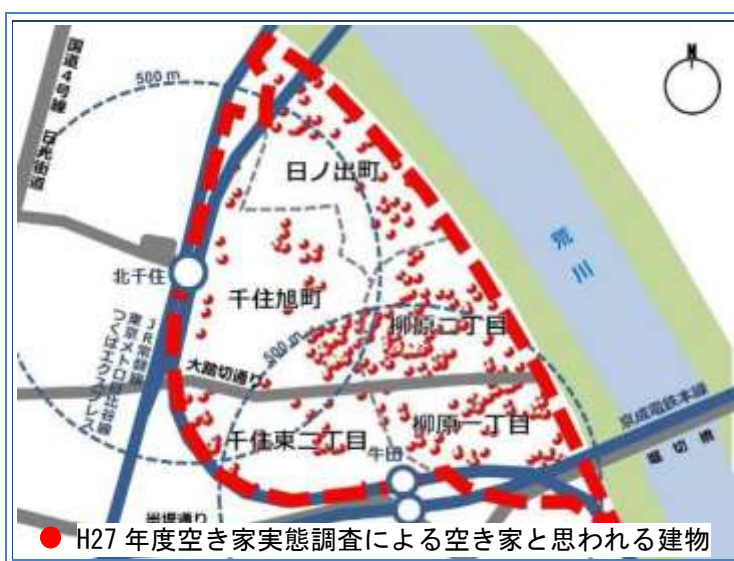 国道4号線 日光街道
500m
N
日ノ出町
荒川
北千住
千住旭町
JR常磐線
東京メトロ日比谷線
つくばエクスプレス
500m
柳原二丁目
大踏切通り
京成電鉄本線
柳原一丁目
千住東二丁目
牛田
堀切橋
墨堤通り
● H27年度空き家実態調査による空き家と思われる建物